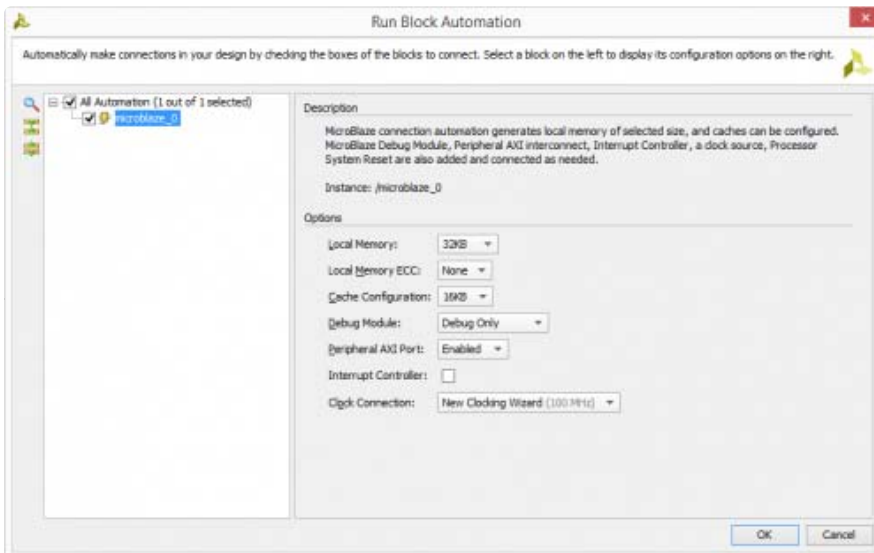 Run Block Automation
Automatically make connections in your design by checking the boxes of the blocks to connect. Select a block on the left to display its configuration options on the right.
All Automation (1 out of 1 selected)
microblaze_0
Description
MicroBlaze connection automation generates local memory of selected size, and caches can be configured.
MicroBlaze Debug Module, Peripheral AXI interconnect, Interrupt Controller, a clock source, Processor
System Reset are also added and connected as needed.
Instance: /microblaze_0
Options
Local Memory: 32KB
Local Memory ECC: None
Cache Configuration: 16KB
Debug Module: Debug Only
Peripheral AXI Port: Enabled
Interrupt Controller:
Clock Connection: New Clocking Wizard (100 MHz)
OK Cancel